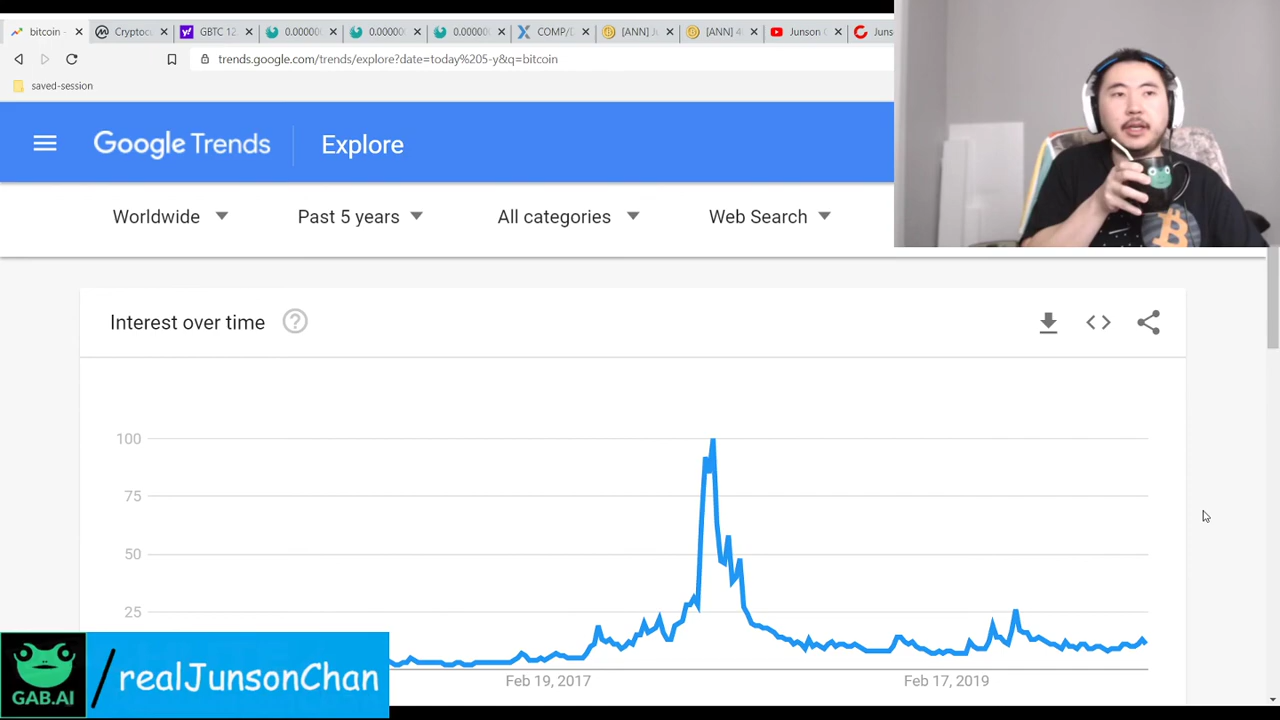 bitcoin -
Cryptoc
GBTC 12.
0.00000
0.00000
0.00000
COMP/
[ANN] J
[ANN] 4
Junson
Juns
trends.google.com/trends/explore?date=today%205-y&q=bitcoin
saved-session
Google Trends
Explore
Worldwide
Past 5 years
All categories
Web Search
Interest over time
?
100
75
50
25
Feb 19, 2017
Feb 17, 2019
GAB.AI
/realJunsonChan